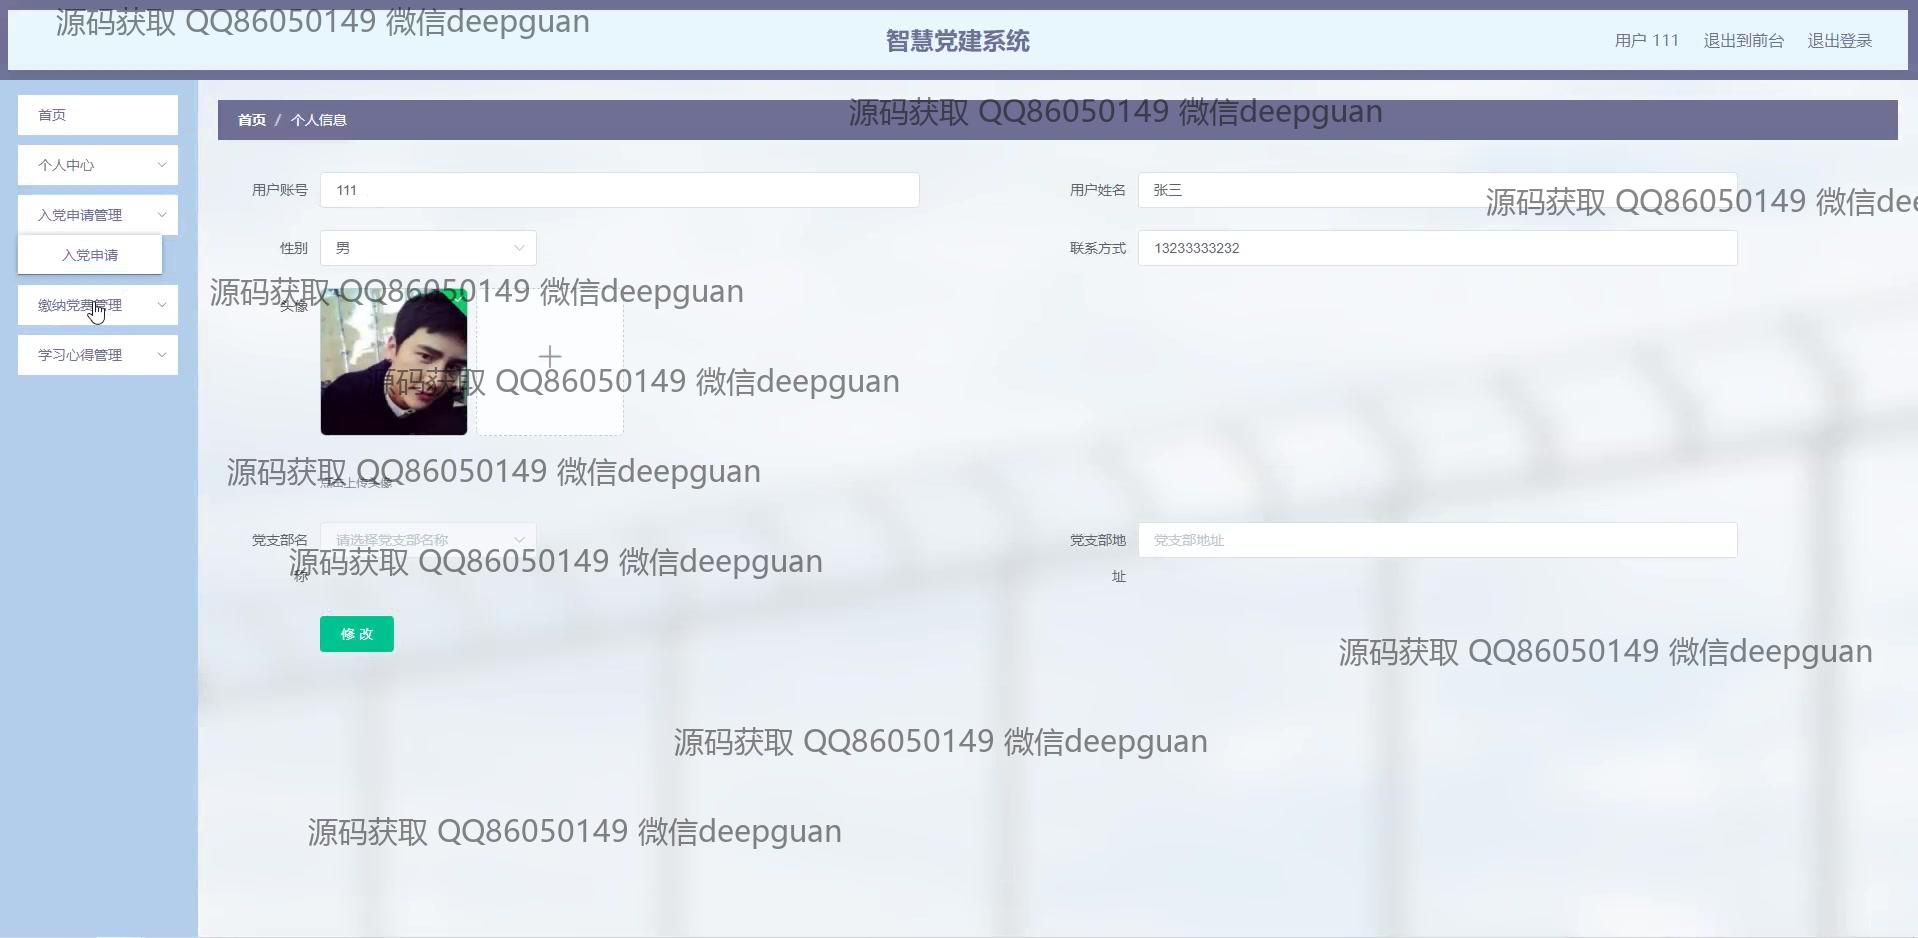 源码获取 QQ86050149 微信deepguan
智慧党建系统
用户 111 退出到前台 退出登录
首页
首页 / 个人信息
源码获取 QQ86050149 微信deepguan
个人中心
用户账号 111
用户姓名 张三
源码获取 QQ86050149 微信dee
入党申请管理
入党申请
性别 男
联系方式 13233333232
源码获取 QQ86050149 微信deepguan
头像
缴纳党费管理
学习心得管理
源码获取 QQ86050149 微信deepguan
源码获取 QQ86050149 微信deepguan
点击上传头像
党支部名称 请选择党支部名称
党支部地址 党支部地址
源码获取 QQ86050149 微信deepguan
修改
源码获取 QQ86050149 微信deepguan
源码获取 QQ86050149 微信deepguan
源码获取 QQ86050149 微信deepguan